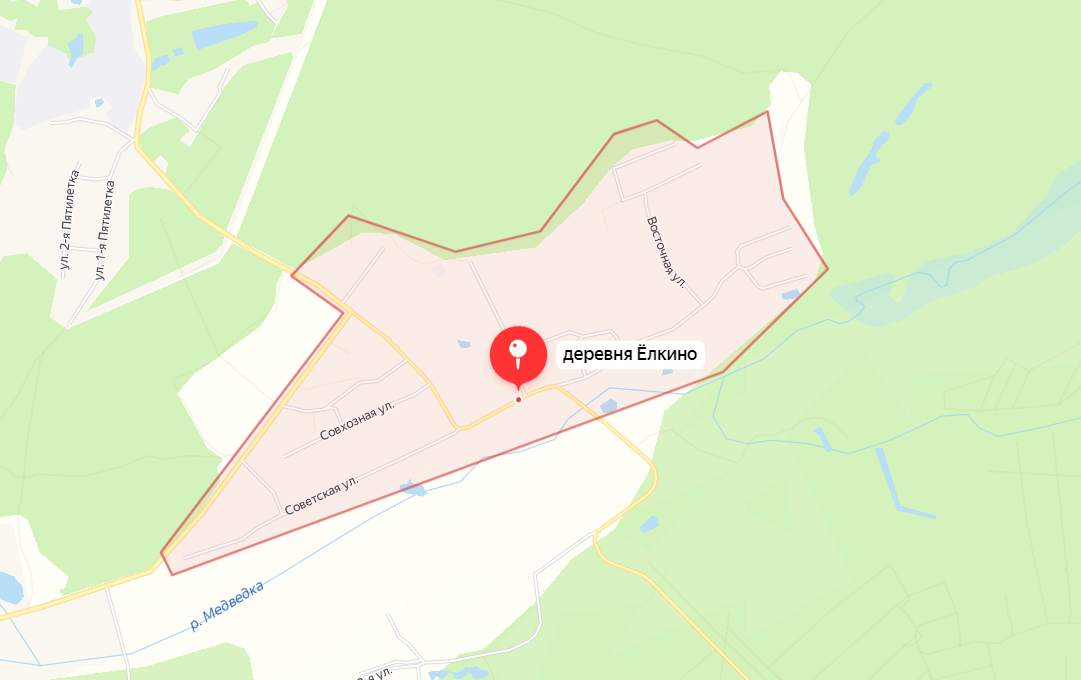 ул. 2-я Пятилетка
ул. 1-я Пятилетка
Восточная ул.
деревня Ёлкино
Совхозная ул.
Советская ул.
р. Медведка